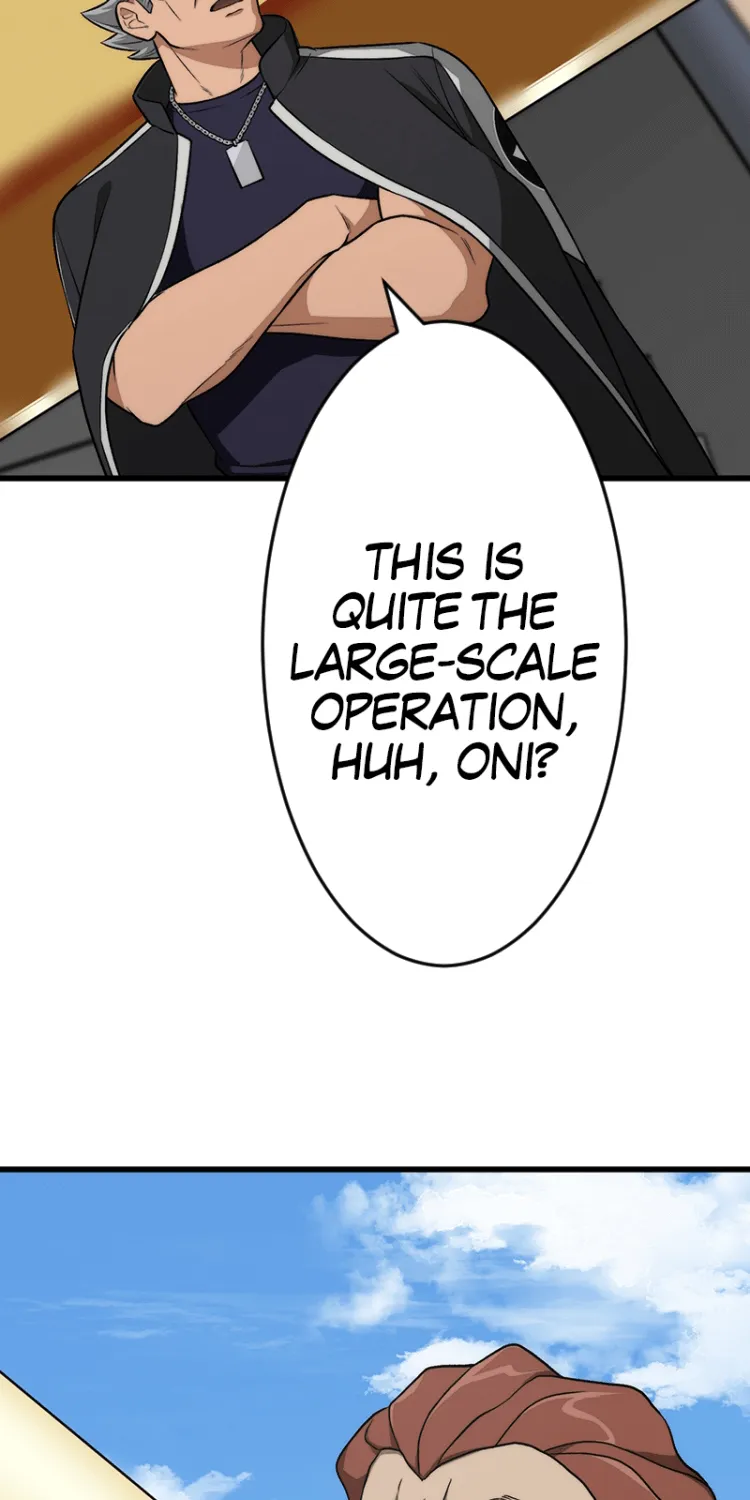 THIS IS
QUITE THE
LARGE-SCALE
OPERATION,
HUH, ONI?